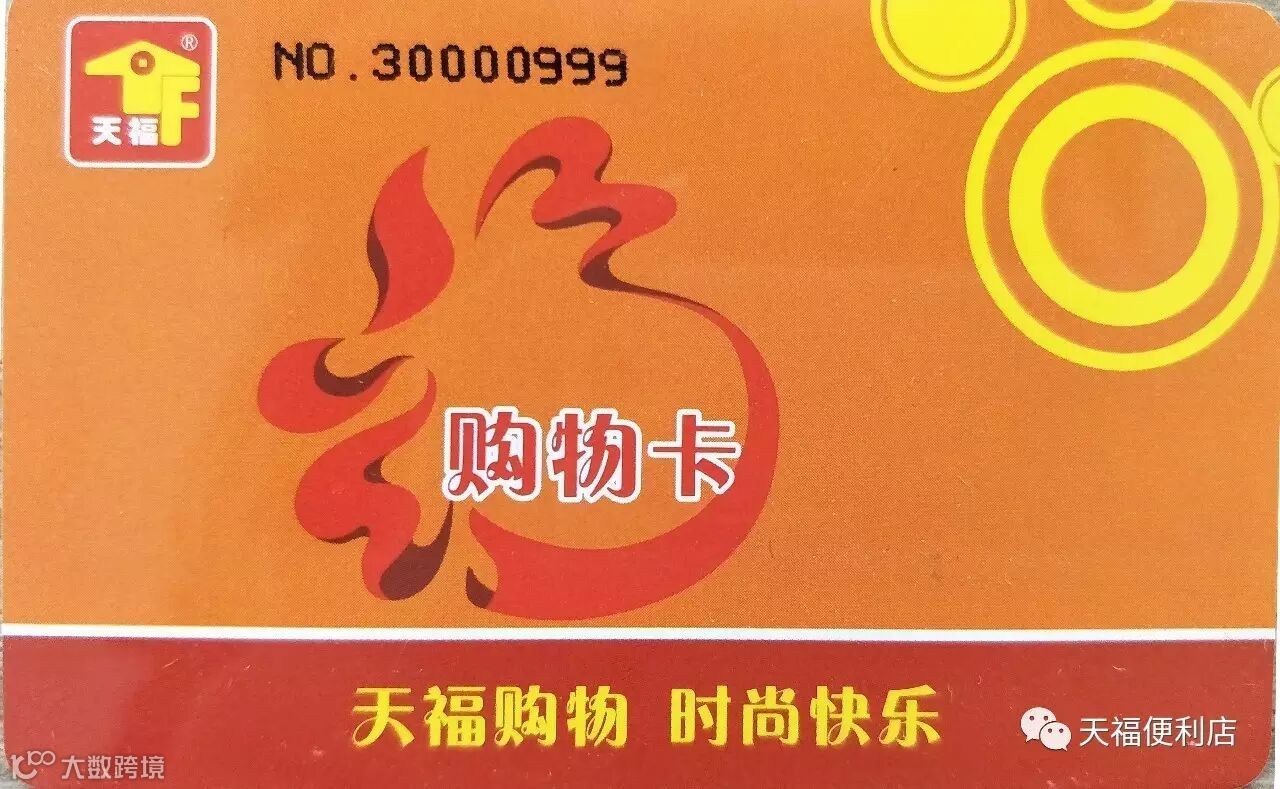 天福
®
NO.30000999
购物卡
天福购物 时尚快乐
天福便利店
大数跨境